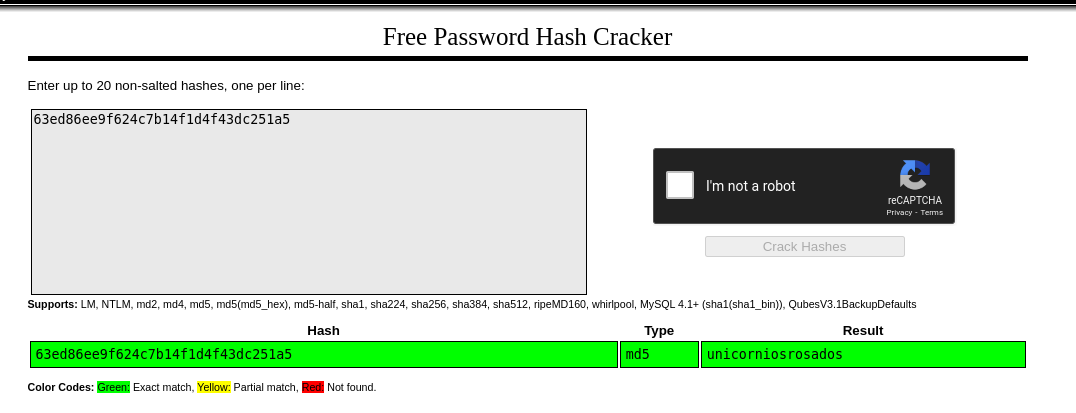 Free Password Hash Cracker
Enter up to 20 non-salted hashes, one per line:
63ed86ee9f624c7b14f1d4f43dc251a5
I'm not a robot
reCAPTCHA
Privacy - Terms
Crack Hashes
Supports: LM, NTLM, md2, md4, md5, md5(md5_hex), md5-half, sha1, sha224, sha256, sha384, sha512, ripeMD160, whirlpool, MySQL 4.1+ (sha1(sha1_bin)), QubesV3.1BackupDefaults
Hash Type Result
63ed86ee9f624c7b14f1d4f43dc251a5 md5 unicorniosrosados
Color Codes: Green: Exact match, Yellow: Partial match, Red: Not found.